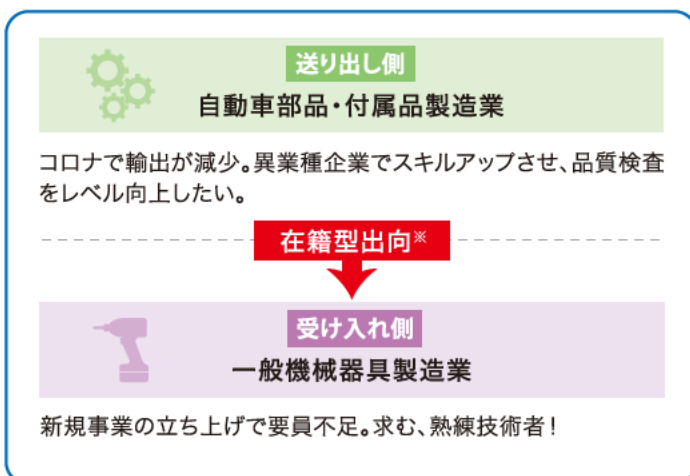 送り出し側
自動車部品・付属品製造業
コロナで輸出が減少。異業種企業でスキルアップさせ、品質検査
をレベル向上したい。
在籍型出向※
受け入れ側
一般機械器具製造業
新規事業の立ち上げで要員不足。求む、熟練技術者!